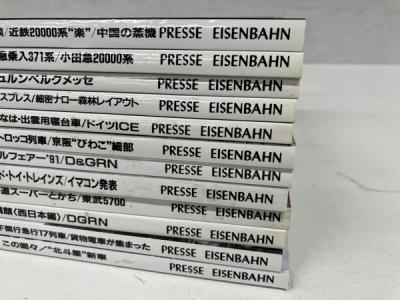 /近鉄20000系“楽”/中国の蒸機 PRESSE EISENBAHN
急乗入371系/小田急20000系 PRESSE EISENBAHN
ュルンベルクメッセ PRESSE EISENBAHN
スプレス/細密ナロー森林レイアウト PRESSE EISENBAHN
なは・出雲用寝台車/ドイツICE PRESSE EISENBAHN
トロッコ列車/京阪“びわこ”細部 PRESSE EISENBAHN
ルフェアー'91/D&GRN PRESSE EISENBAHN
ド・トイ・トレインズ/イマコン発表 PRESSE EISENBAHN
スーパーとかち/東武5700 PRESSE EISENBAHN
(西日本編)/DGRN PRESSE EISENBAHN
行急行17列車/貨物電車が集まった PRESSE EISENBAHN
この面々/“北斗星”新車 PRESSE EISENBAHN